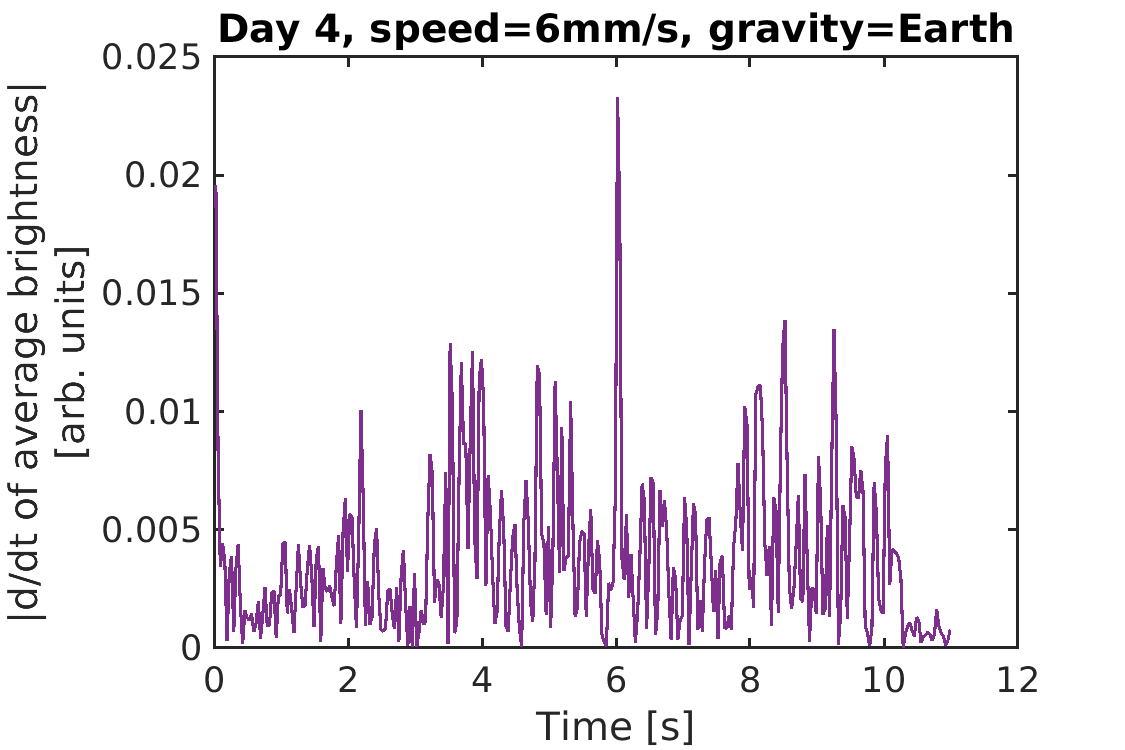 Day 4, speed=6mm/s, gravity=Earth
|d/dt of average brightness|
[arb. units]
0.025
0.02
0.015
0.01
0.005
0
0 2 4 6 8 10 12
Time [s]